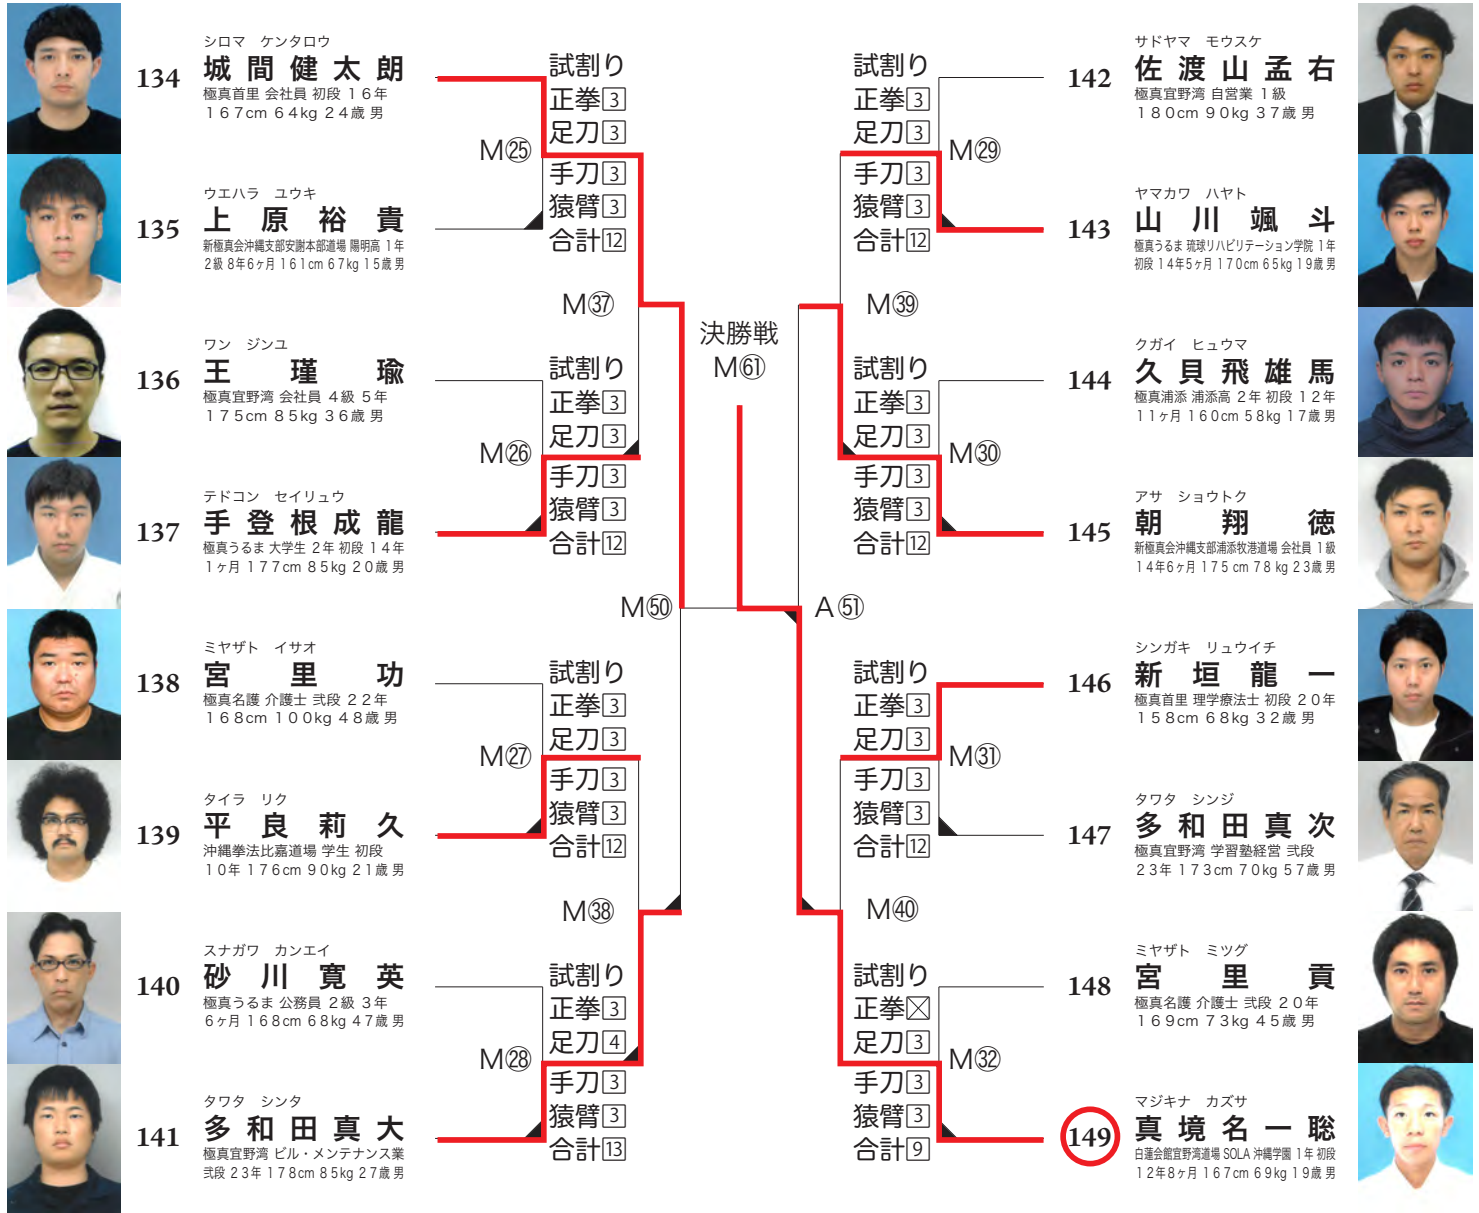 シロマ ケンタロウ
134 城間健太朗
極真首里 会社員 初段 16年
167cm 64kg 24歳 男
ウエハラ ユウキ
135 上原裕貴
新極真会沖縄支部安謝本部道場 陽明高 1年
2級 8年6ヶ月 161cm 67kg 15歳 男
ワン ジンユ
136 王瑾瑜
極真宜野湾 会社員 4級 5年
175cm 85kg 36歳 男
テドコン セイリュウ
137 手登根成龍
極真うるま 大学生 2年 初段 14年
1ヶ月 177cm 85kg 20歳 男
ミヤザト イサオ
138 宮里功
極真名護 介護士 弐段 22年
168cm 100kg 48歳 男
タイラ リク
139 平良莉久
沖縄拳法比嘉道場 学生 初段
10年 176cm 90kg 21歳 男
スナガワ カンエイ
140 砂川寛英
極真うるま 公務員 2級 3年
6ヶ月 168cm 68kg 47歳 男
タワタ シンタ
141 多和田真大
極真宜野湾 ビル・メンテナンス業
弐段 23年 178cm 85kg 27歳 男
M㉕
試割り
正拳3
足刀3
手刀3
猿臂3
合計12
M㊲
M㉖
試割り
正拳3
足刀3
手刀3
猿臂3
合計12
M㊿
M㉗
試割り
正拳3
足刀3
手刀3
猿臂3
合計12
M㊳
M㉘
試割り
正拳3
足刀4
手刀3
猿臂3
合計13
決勝戦
M61
試割り
正拳3
足刀3
手刀3
猿臂3
合計12
M㉙
M㊴
試割り
正拳3
足刀3
手刀3
猿臂3
合計12
M㉚
A51
試割り
正拳3
足刀3
手刀3
猿臂3
合計12
M㉛
M㊵
試割り
正拳☒
足刀3
手刀3
猿臂3
合計9
M㉜
サドヤマ モウスケ
142 佐渡山孟右
極真宜野湾 自営業 1級
180cm 90kg 37歳 男
ヤマカワ ハヤト
143 山川颯斗
極真うるま 琉球リハビリテーション学院 1年
初段 14年5ヶ月 170cm 65kg 19歳 男
クガイ ヒュウマ
144 久貝飛雄馬
極真浦添 浦添高 2年 初段 12年
11ヶ月 160cm 58kg 17歳 男
アサ ショウトク
145 朝翔徳
新極真会沖縄支部浦添牧港道場 会社員 1級
14年6ヶ月 175cm 78kg 23歳 男
シンガキ リュウイチ
146 新垣龍一
極真首里 理学療法士 初段 20年
158cm 68kg 32歳 男
タワタ シンジ
147 多和田真次
極真宜野湾 学習塾経営 弐段
23年 173cm 70kg 57歳 男
ミヤザト ミツグ
148 宮里貢
極真名護 介護士 弐段 20年
169cm 73kg 45歳 男
マジキナ カズサ
149 真境名一聡
白蓮会館宜野湾道場 SOLA 沖縄学園 1年 初段
12年8ヶ月 167cm 69kg 19歳 男